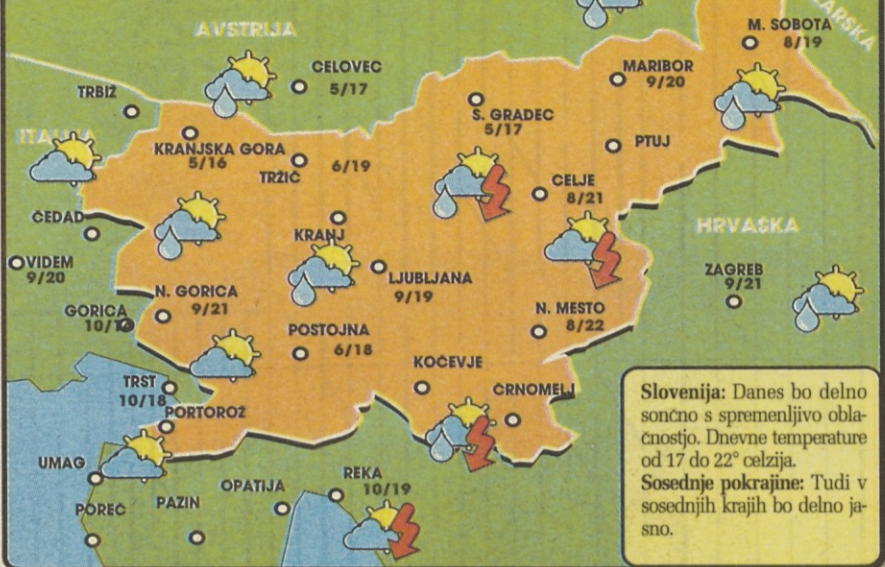 AVSTRIJA
M. SOBOTA
8/19
CELOVEC
5/17
MARIBOR
9/20
TRBIŽ
S. GRADEC
5/17
ITALIJA
KRANJSKA GORA
5/16
TRŽIČ
6/19
PTUJ
CELJE
8/21
ČEDAD
HRVAŠKA
KRANJ
VIDEM
9/20
LJUBLJANA
9/19
ZAGREB
9/21
N. GORICA
9/21
GORICA
N. MESTO
8/22
POSTOJNA
6/18
KOČEVJE
TRST
10/18
ČRNOMELJ
PORTOROŽ
Slovenija: Danes bo delno
sončno s spremenljivo obla-
čnostjo. Dnevne temperature
od 17 do 22° celzija.
Sosednje pokrajine: Tudi v
sosednjih krajih bo delno ja-
sno.
UMAG
REKA
10/19
OPATIJA
PAZIN
POREČ